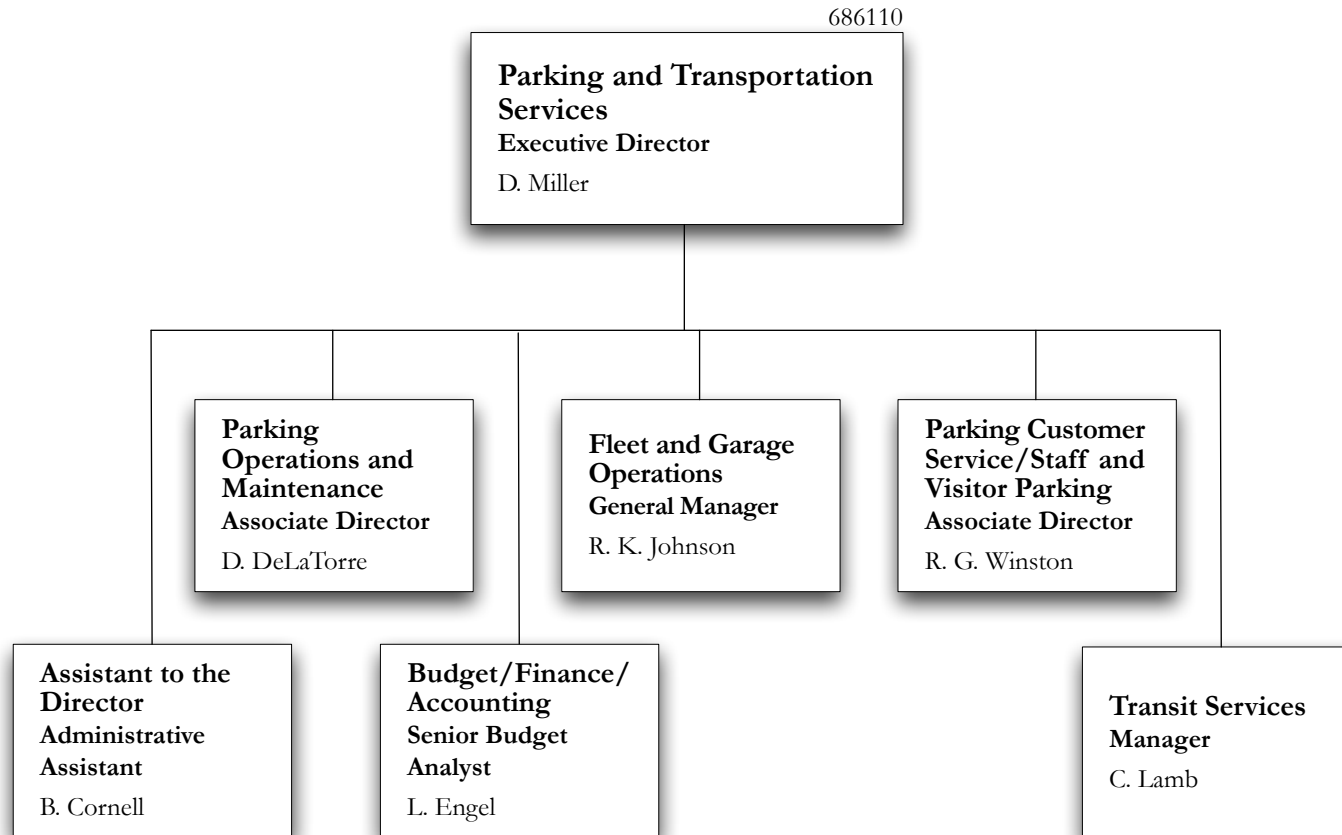 686110
Parking and Transportation
Services
Executive Director
D. Miller
Parking
Operations and
Maintenance
Associate Director
D. DeLaTorre
Fleet and Garage
Operations
General Manager
R. K. Johnson
Parking Customer
Service/Staff and
Visitor Parking
Associate Director
R. G. Winston
Assistant to the
Director
Administrative
Assistant
B. Cornell
Budget/Finance/
Accounting
Senior Budget
Analyst
L. Engel
Transit Services
Manager
C. Lamb